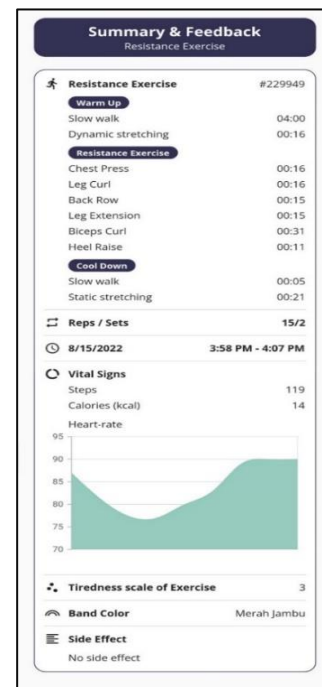 Summary & Feedback
Resistance Exercise
Resistance Exercise #229949
Warm Up
Slow walk 04:00
Dynamic stretching 00:16
Resistance Exercise
Chest Press 00:16
Leg Curl 00:16
Back Row 00:15
Leg Extension 00:15
Biceps Curl 00:31
Heel Raise 00:11
Cool Down
Slow walk 00:05
Static stretching 00:21
Reps / Sets 15/2
8/15/2022 3:58 PM - 4:07 PM
Vital Signs
Steps 119
Calories (kcal) 14
Heart-rate
95
90
85
80
75
70
Tiredness scale of Exercise 3
Band Color Merah Jambu
Side Effect
No side effect